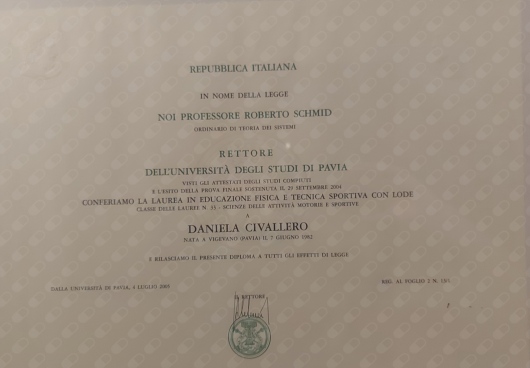 REPUBBLICA ITALIANA
IN NOME DELLA LEGGE
NOI PROFESSORE ROBERTO SCHMID
ORDINARIO DI TEORIA DEI SISTEMI
RETTORE
DELL'UNIVERSITÀ DEGLI STUDI DI PAVIA
VISTI GLI ATTESTATI DEGLI STUDI COMPIUTI
E L'ESITO DELLA PROVA FINALE SOSTENUTA IL SETTEMBRE 2004
CONFERIAMO LA LAUREA IN EDUCAZIONE FISICA E TECNICA SPORTIVA CON LODE
CLASSE DELLE LAUREE N. 33 - SCIENZE DELLE ATTIVITÀ MOTORIE E SPORTIVE
A
DANIELA CIVALLERO
NATA A VIGEVANO (PAVIA) IL 7 GIUGNO
E RILASCIAMO IL PRESENTE DIPLOMA A TUTTI GLI EFFETTI DI LEGGE
DALLA UNIVERSITÀ DI PAVIA, LUGLIO 2005
REG. AL FOGLIO 2 N.
IL RETTORE